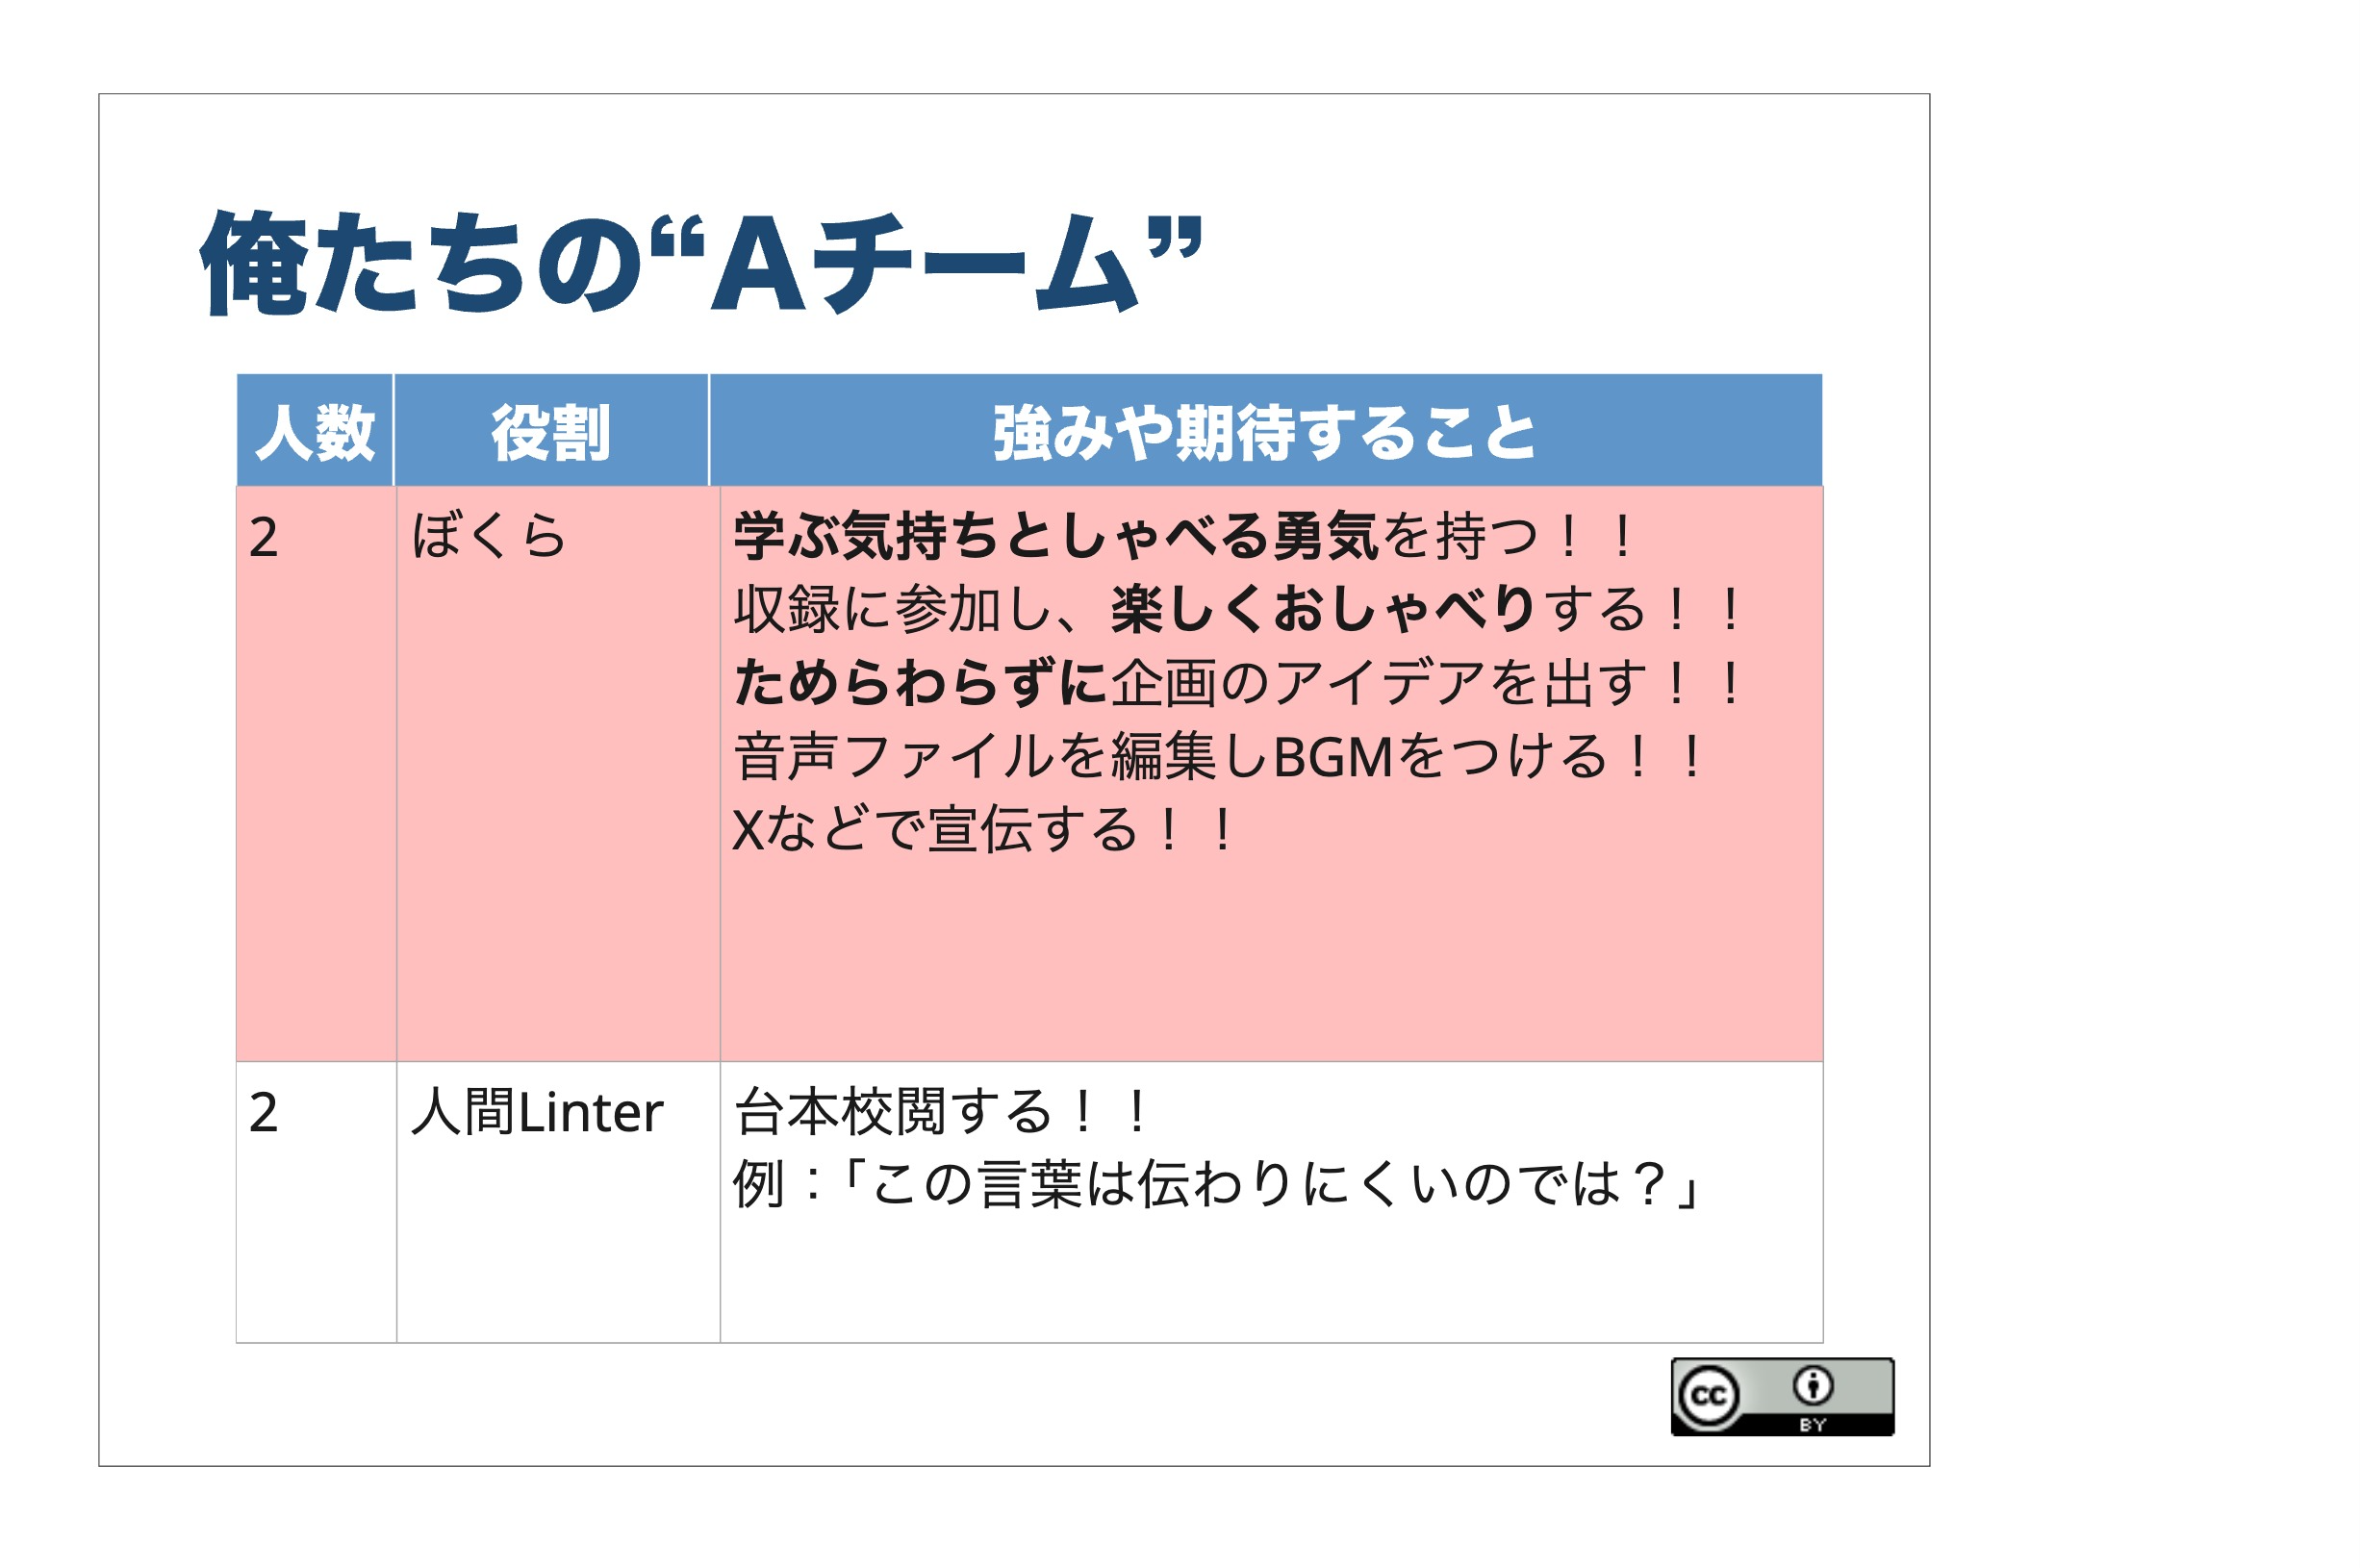 俺たちの“Aチーム”
人数 役割 強みや期待すること
2 ぼくら 学ぶ気持ちとしゃべる勇気を持つ！！
収録に参加し、楽しくおしゃべりする！！
ためらわらずに企画のアイデアを出す！！
音声ファイルを編集しBGMをつける！！
Xなどで宣伝する！！
2 人間Linter 台本校閲する！！
例：「この言葉は伝わりにくいのでは？」
cc
BY